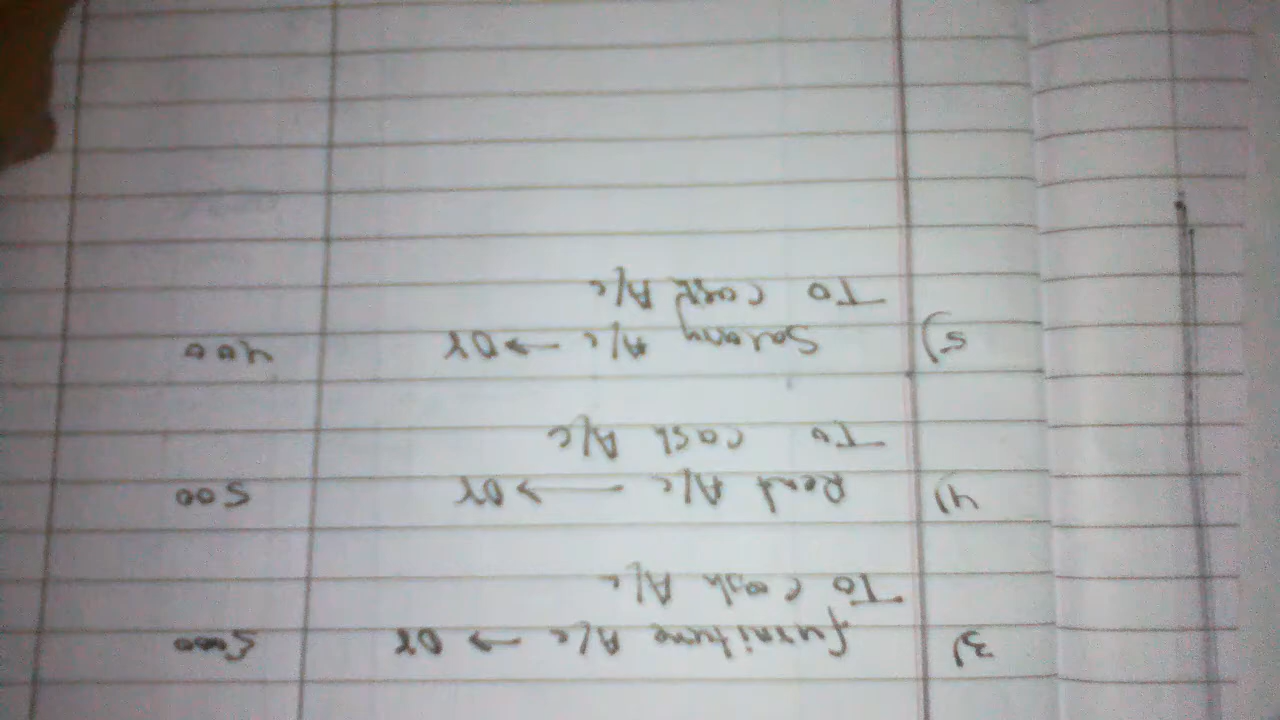 3) furniture A/c → Dr 5000
To cash A/c
4) Rent A/c → Dr 500
To cash A/c
5) Salary A/c → Dr 400
To cash A/c